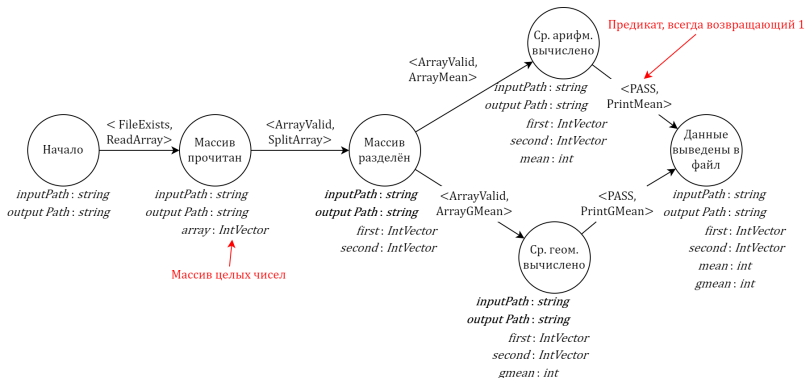 Начало
inputPath : string
output Path : string
< FileExists,
ReadArray>
Массив
прочитан
inputPath : string
output Path : string
array : IntVector
Массив целых чисел
<ArrayValid,
SplitArray>
Массив
разделён
inputPath : string
output Path : string
first : IntVector
second : IntVector
<ArrayValid,
ArrayMean>
Ср. арифм.
вычислено
inputPath : string
output Path : string
first : IntVector
second : IntVector
mean : int
Предикат, всегда возвращающий 1
<PASS,
PrintMean>
<ArrayValid,
ArrayGMean>
Ср. геом.
вычислено
inputPath : string
output Path : string
first : IntVector
second : IntVector
gmean : int
<PASS,
PrintGMean>
Данные
выведены в
файл
inputPath : string
output Path : string
first : IntVector
second : IntVector
mean : int
gmean : int